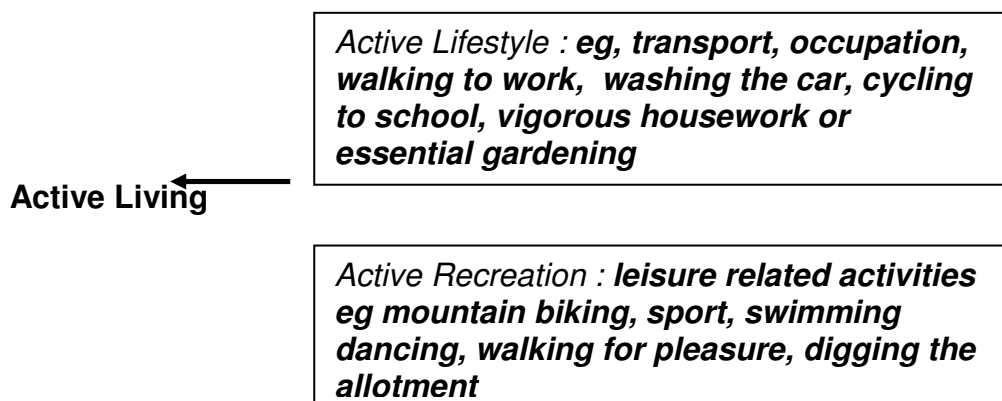 Active Lifestyle : eg, transport, occupation,
walking to work,  washing the car, cycling
to school, vigorous housework or
essential gardening
Active Living
Active Recreation : leisure related activities
eg mountain biking, sport, swimming
dancing, walking for pleasure, digging the
allotment